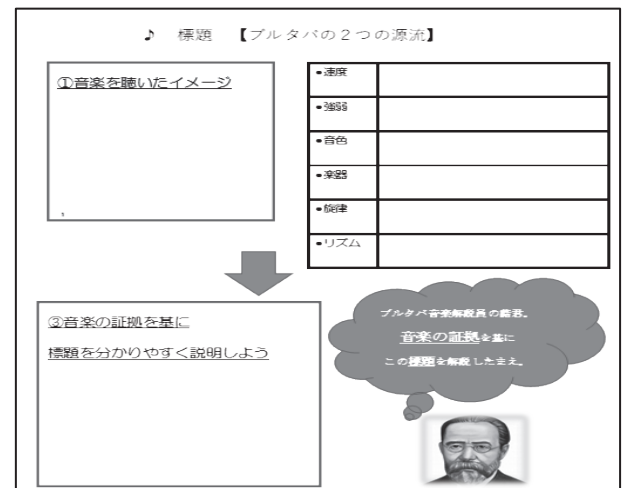 ♪ 標題 【ブルタバの2つの源流】
①音楽を聴いたイメージ
•速度
•強弱
•音色
•楽器
•旋律
•リズム
③音楽の証拠を基に
標題を分かりやすく説明しよう
ブルタバ音楽解説員の諸君。
音楽の証拠を基に
この標題を解説したまえ。